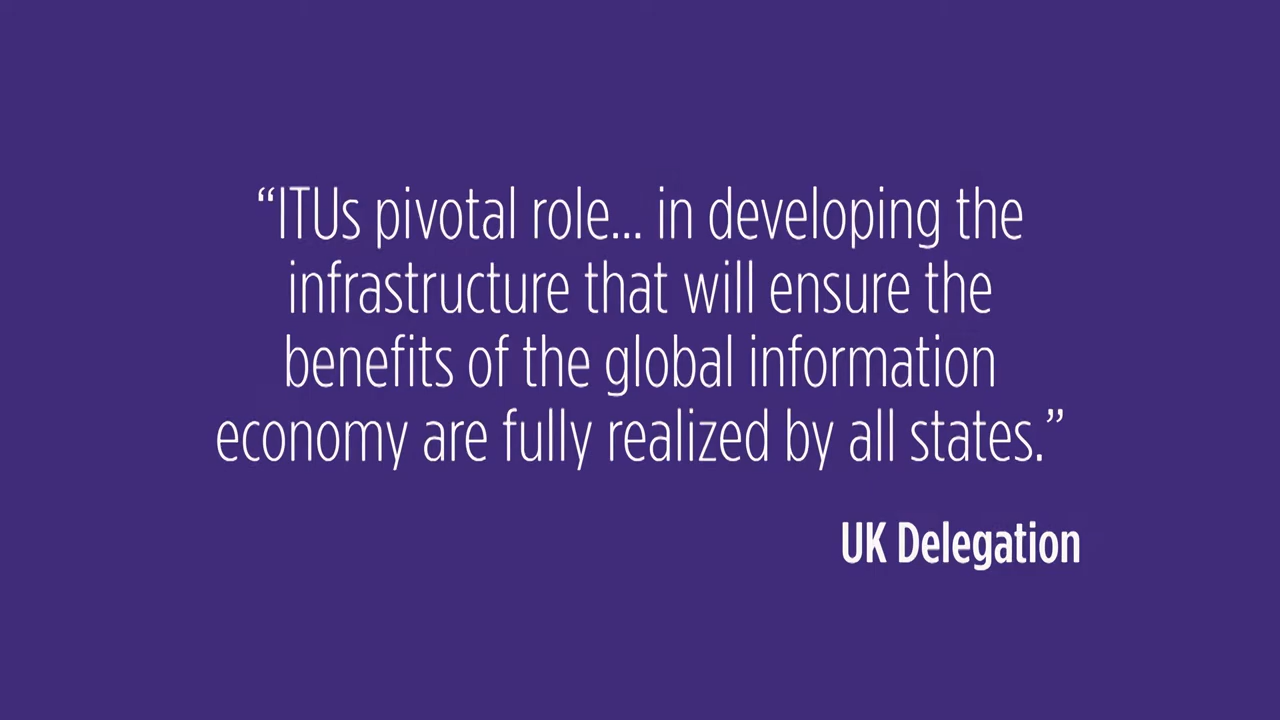 “ITUs pivotal role... in developing the
infrastructure that will ensure the
benefits of the global information
economy are fully realized by all states.”
UK Delegation